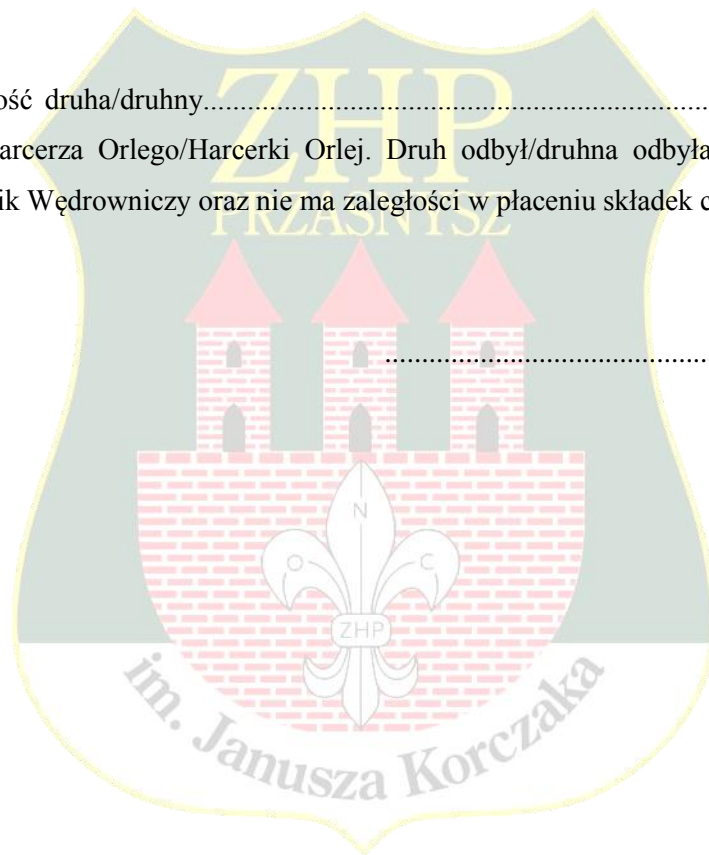 ZHP
ość druha/druhny......................................................................
arcerza Orlego/Harcerki Orlej. Druh odbył/druhna odbyła
ik Wędrowniczy oraz nie ma zaległości w płaceniu składek c
PRZASNYSZ
............................................
N
O C
ZHP
im. Janusza Korczaka